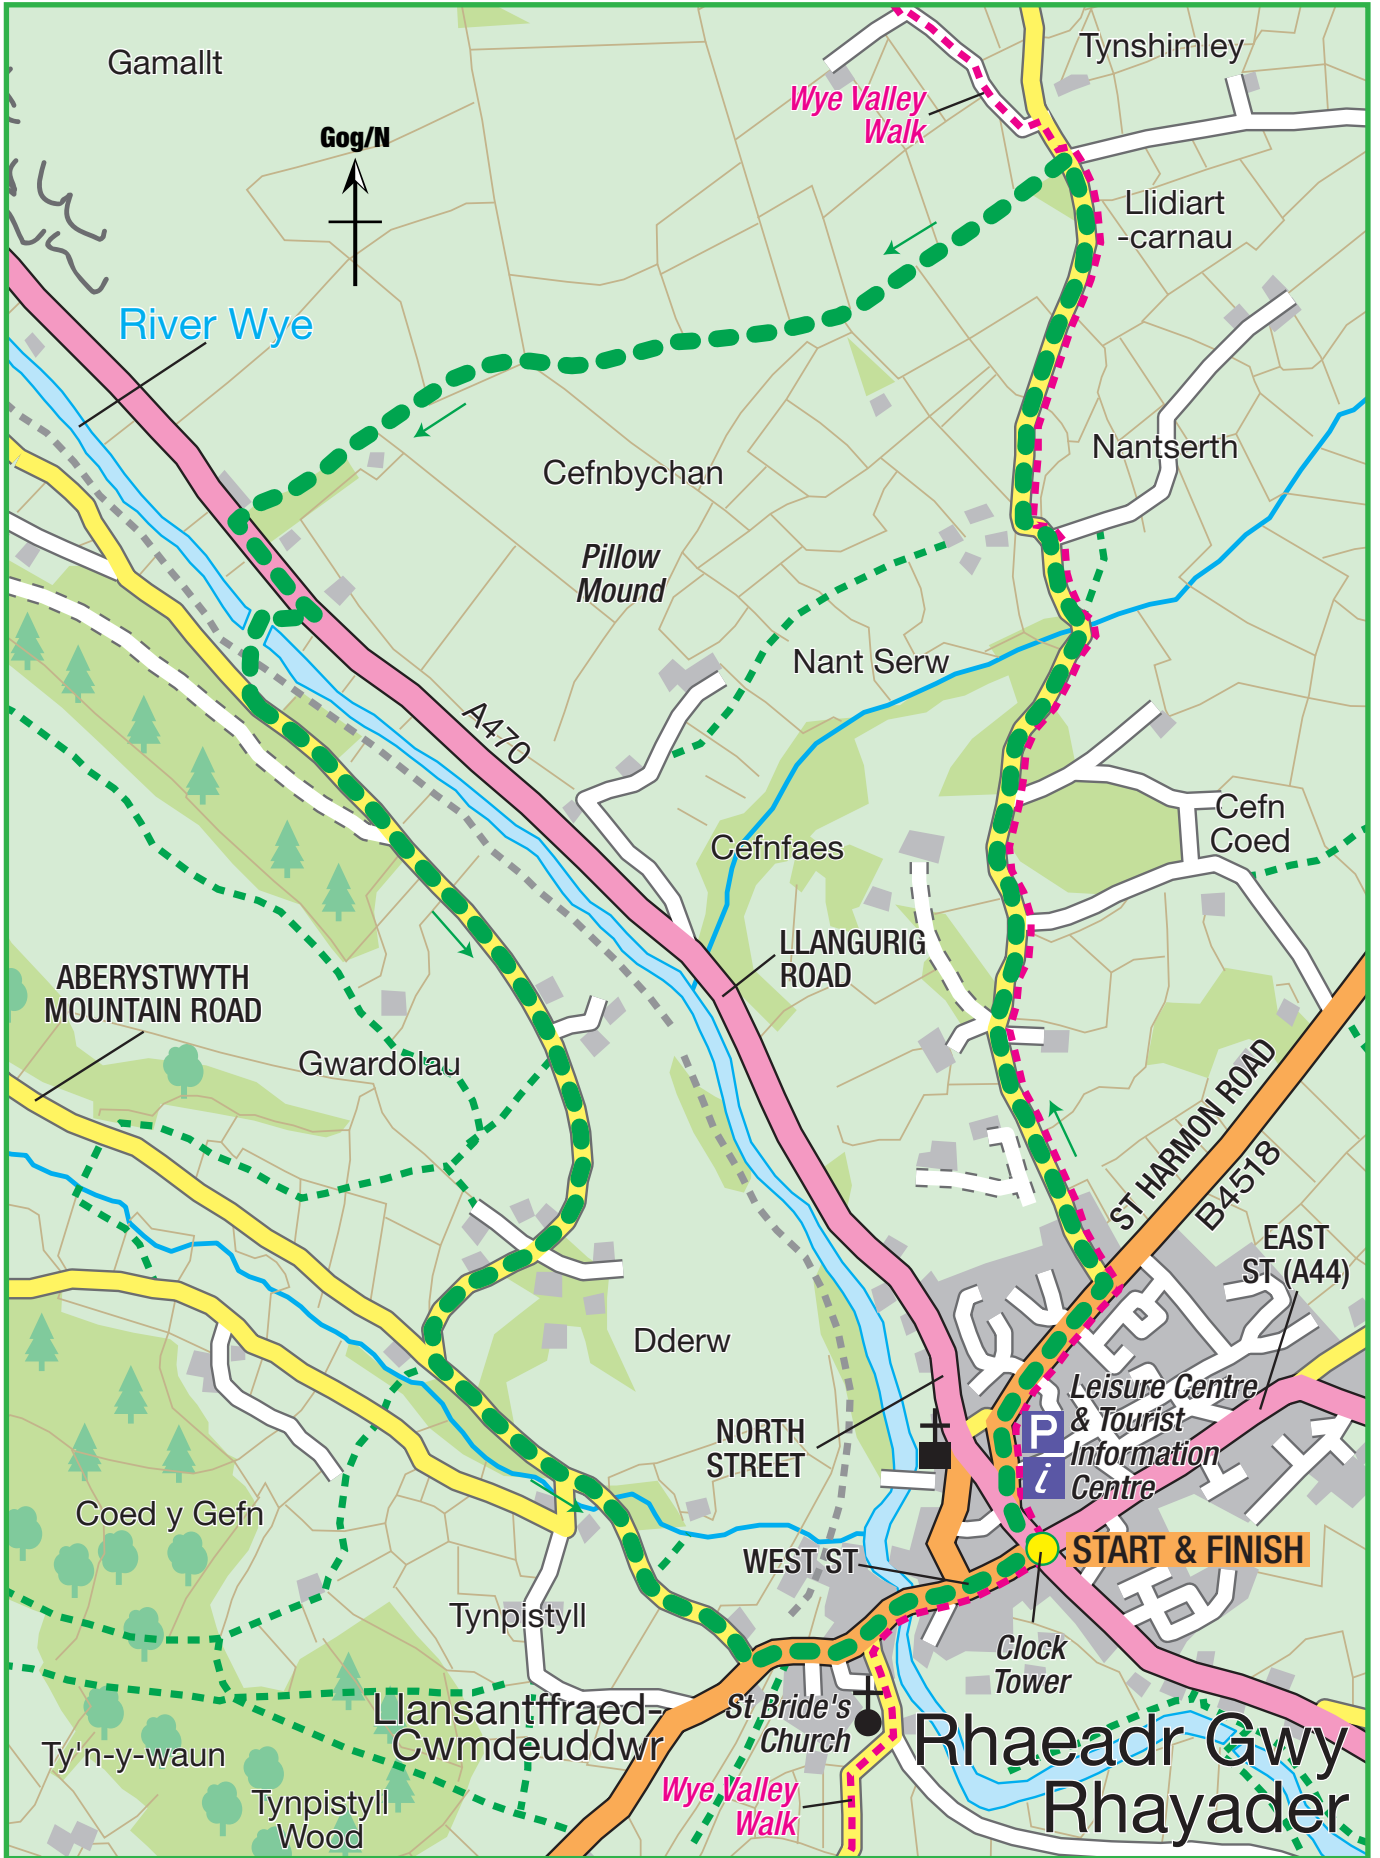 Gamallt
Tynshimley
Gog/N
Wye Valley
Walk
Llidiart
-carnau
River Wye
Nantserth
Cefnbychan
Pillow
Mound
Nant Serw
A470
Cefn
Coed
Cefnfaes
LLANGURIG
ROAD
ABERYSTWYTH
MOUNTAIN ROAD
Gwardolau
ST HARMON ROAD
B4518
EAST
ST (A44)
Dderw
Leisure Centre
& Tourist
Information
Centre
P
i
NORTH
STREET
Coed y Gefn
WEST ST
START & FINISH
Tynpistyll
Clock
Tower
Llansantffraed-
Cwmdeuddwr
St Bride's
Church
Rhaeadr Gwy
Rhayader
Ty'n-y-waun
Wye Valley
Walk
Tynpistyll
Wood